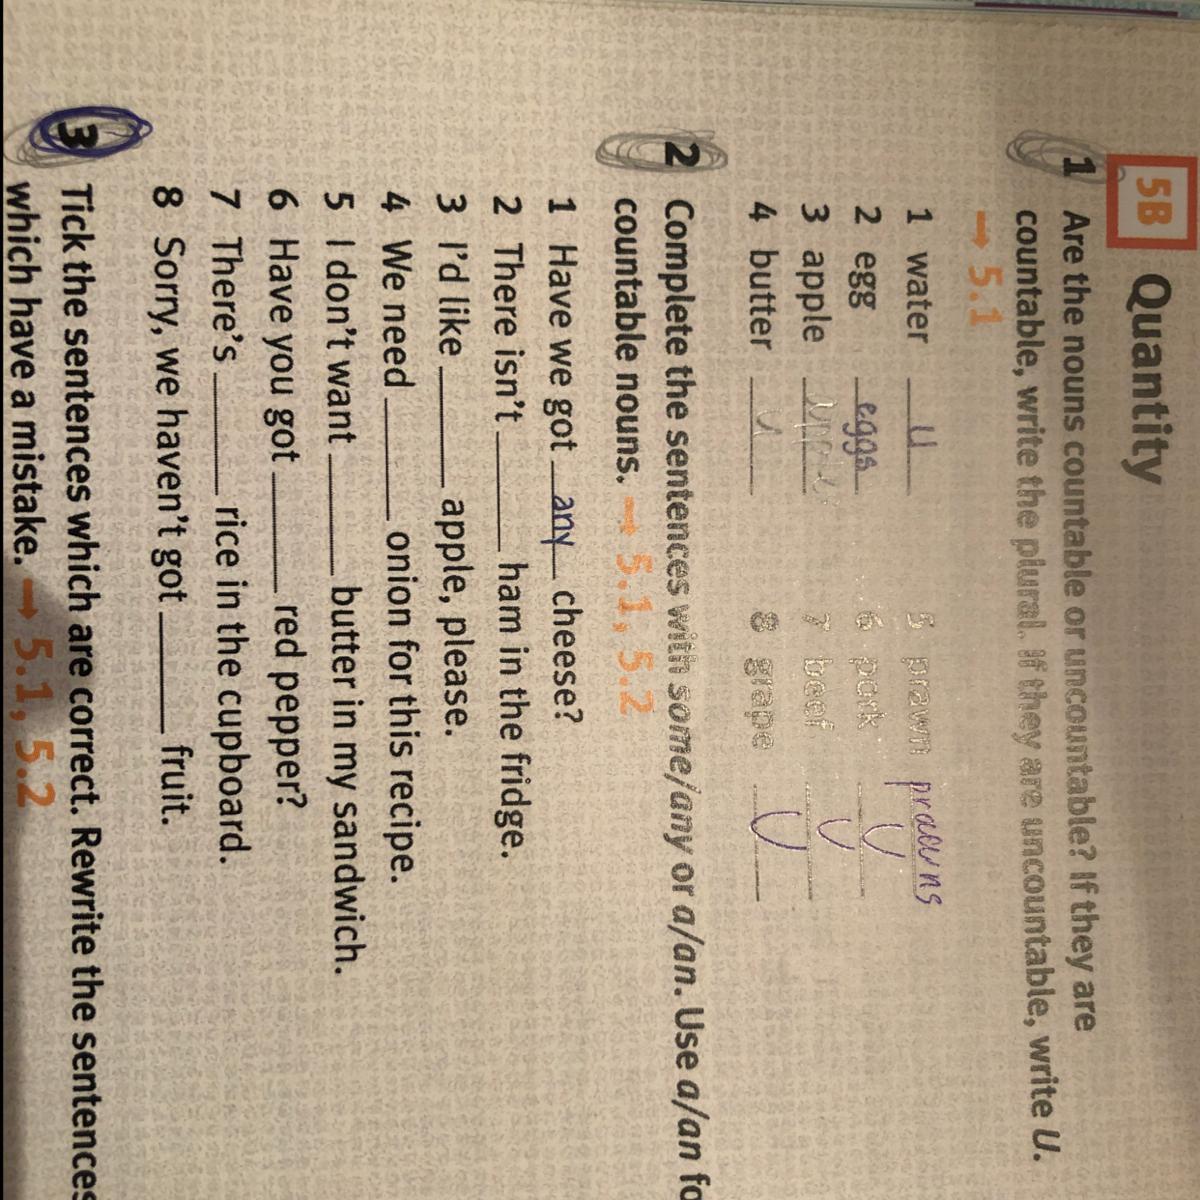 5B Quantity
1 Are the nouns countable or uncountable? If they are
countable, write the plural. If they are uncountable, write U.
→ 5.1
1 water U 5 prawn prawns
2 egg eggs 6 pork U
3 apple 7 beef U
4 butter U 8 grape U
2 Complete the sentences with some/any or a/an. Use a/an fo
countable nouns. → 5.1, 5.2
1 Have we got any cheese?
2 There isn't ham in the fridge.
3 I'd like apple, please.
4 We need onion for this recipe.
5 I don't want butter in my sandwich.
6 Have you got red pepper?
7 There's rice in the cupboard.
8 Sorry, we haven't got fruit.
3 Tick the sentences which are correct. Rewrite the sentences
which have a mistake. → 5.1, 5.2